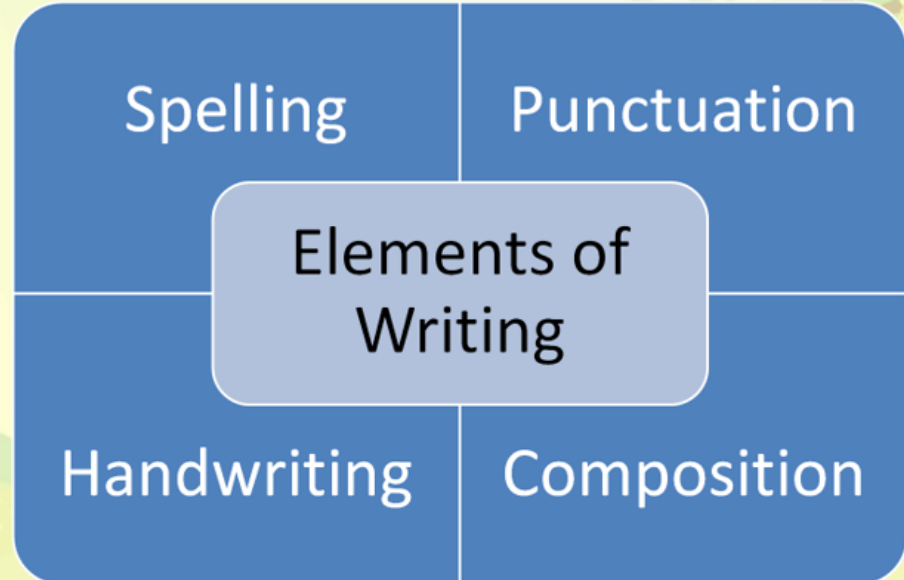 Spelling
Punctuation
Elements of
Writing
Handwriting
Composition